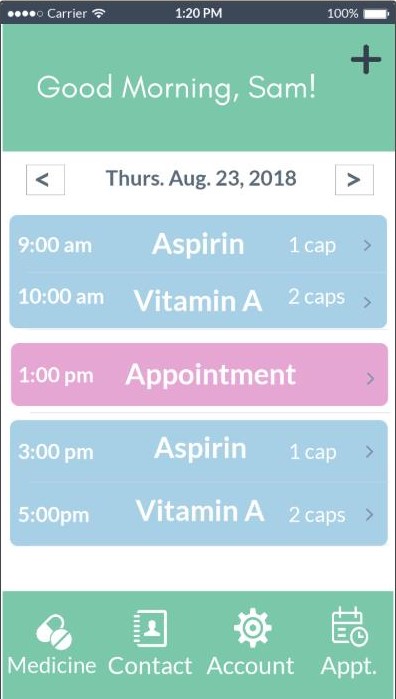 Carrier 1:20 PM 100%
Good Morning, Sam!
+
< Thurs. Aug. 23, 2018 >
9:00 am Aspirin 1 cap >
10:00 am Vitamin A 2 caps >
1:00 pm Appointment >
3:00 pm Aspirin 1 cap >
5:00pm Vitamin A 2 caps >
Medicine Contact Account Appt.